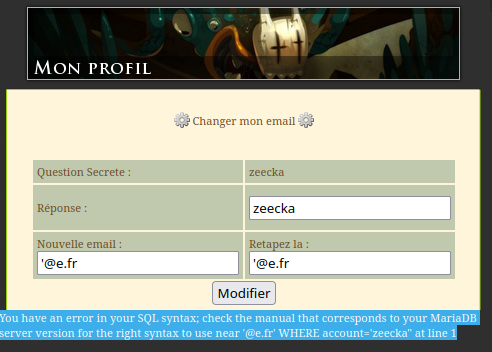 Mon profil
Changer mon email
Question Secrete : zeecka
Réponse : zeecka
Nouvelle email : Retapez la :
'@e.fr '@e.fr
Modifier
You have an error in your SQL syntax; check the manual that corresponds to your MariaDB
server version for the right syntax to use near '@e.fr' WHERE account='zeecka'' at line 1